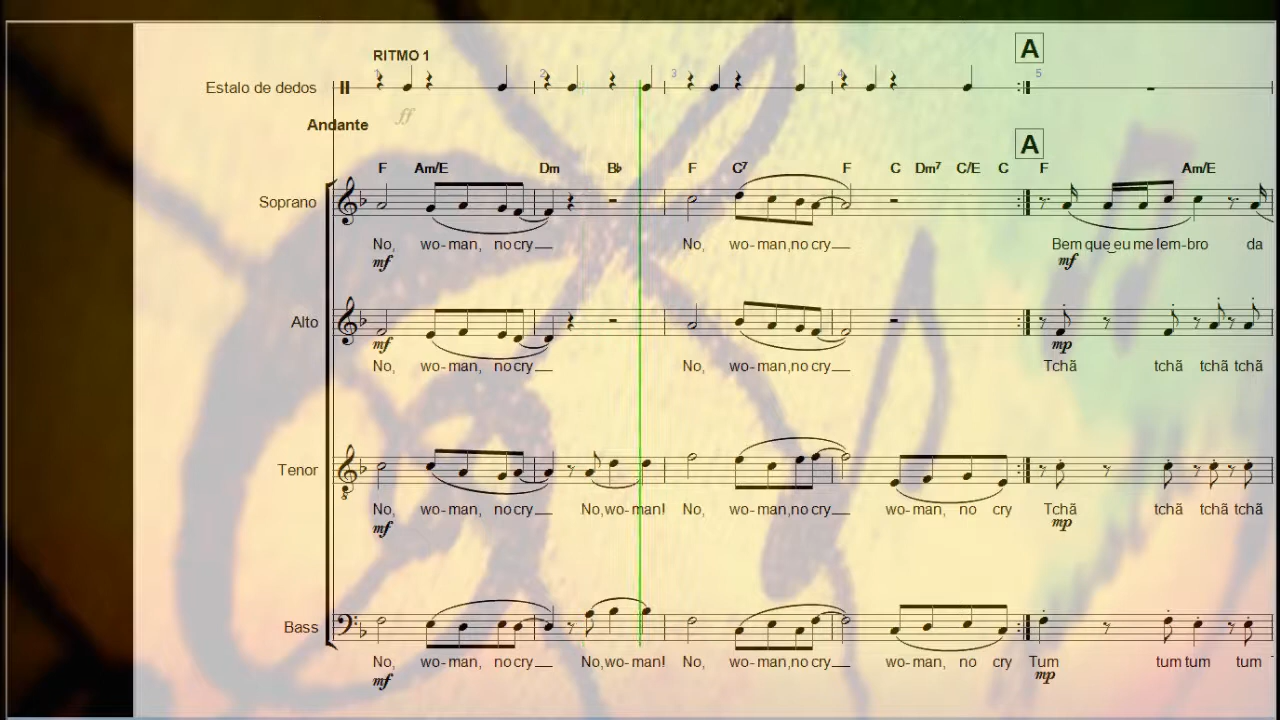 A
RITMO 1
1 2 3 4 5
Estalo de dedos
ff
Andante
A
F Am/E Dm B♭ F C7 F C Dm7 C/E C F Am/E
Soprano
No, wo-man, no cry No, wo-man, no cry Bem que eu me lem-bro da
mf mf
Alto
mf mp
No, wo-man, no cry No, wo-man, no cry Tchã tchã tchã tchã
Tenor
8
No, wo-man, no cry No, wo-man! No, wo-man, no cry wo-man, no cry Tchã tchã tchã tchã
mf mp
Bass
No, wo-man, no cry No, wo-man! No, wo-man, no cry wo-man, no cry Tum tum tum tum
mf mp